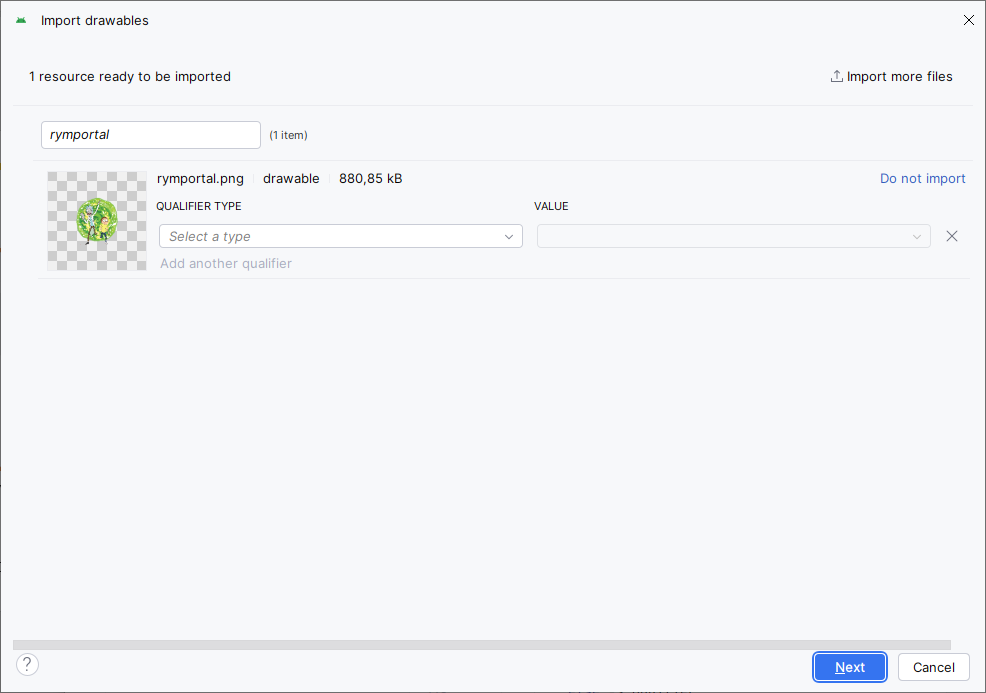 Import drawables
1 resource ready to be imported
Import more files
rymportal
(1 item)
rymportal.png drawable 880,85 kB
Do not import
QUALIFIER TYPE
VALUE
Select a type
Add another qualifier
?
Next
Cancel